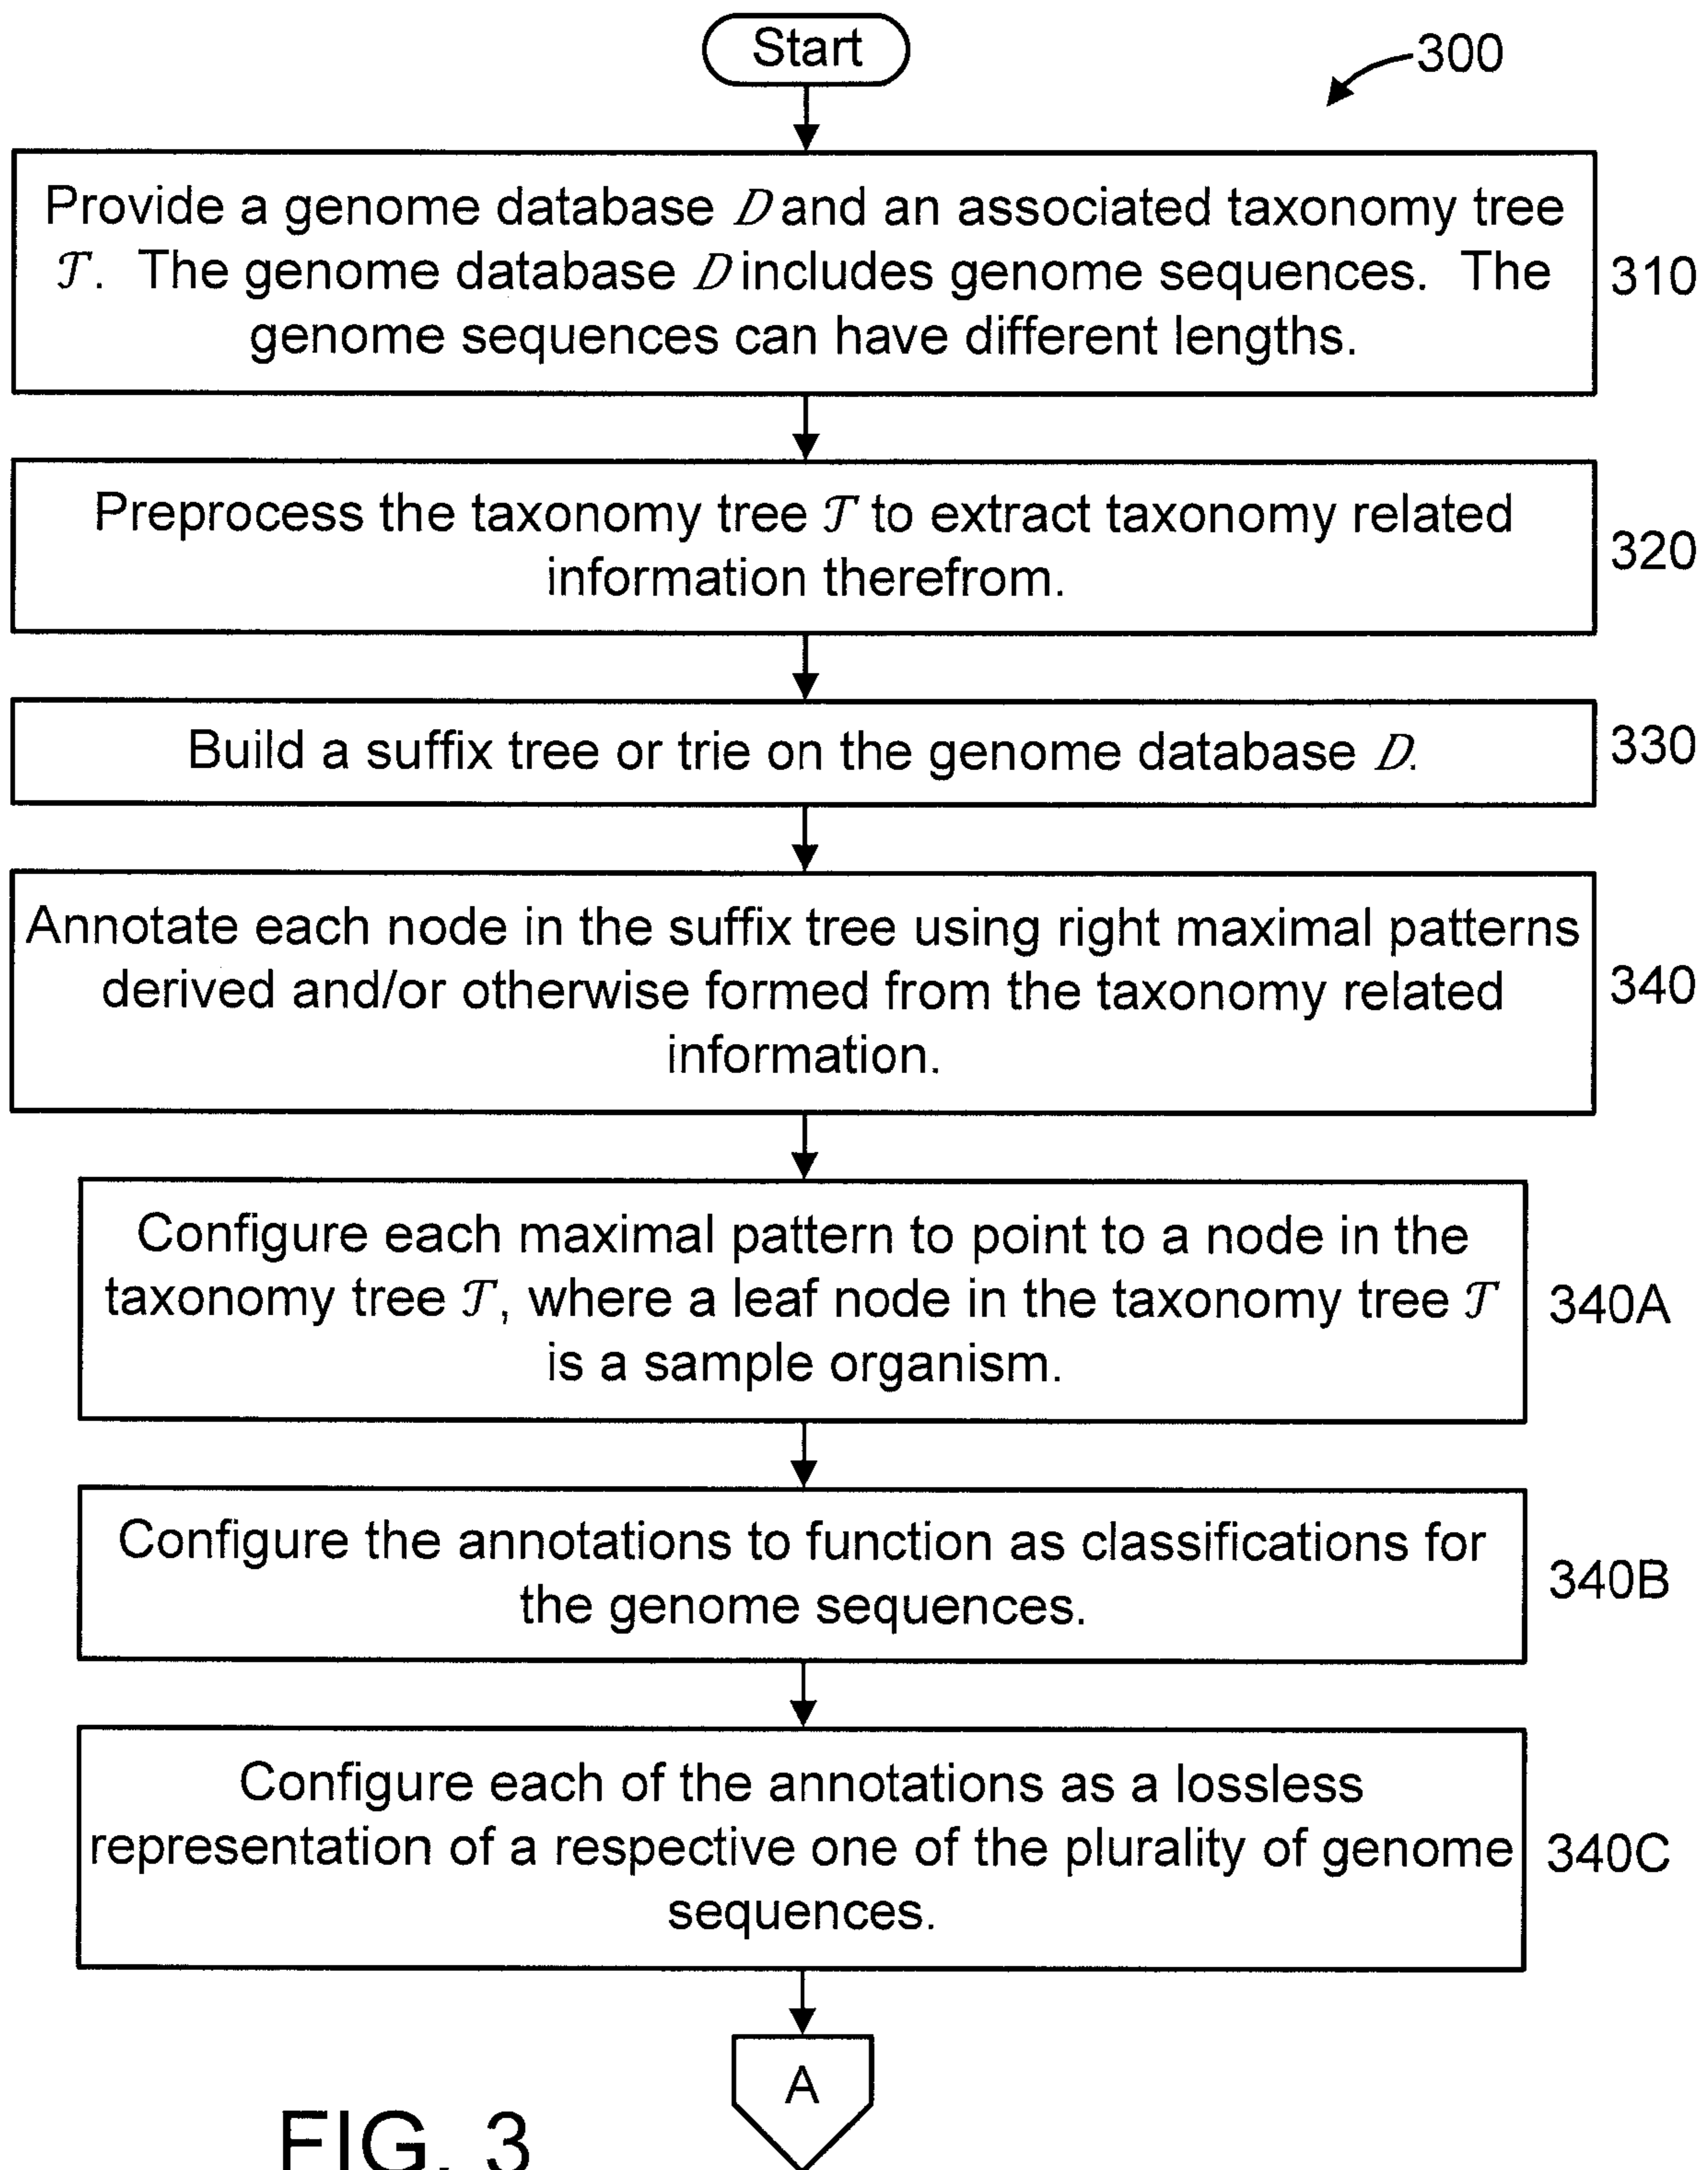 Start
300
Provide a genome database D and an associated taxonomy tree
T. The genome database D includes genome sequences. The
genome sequences can have different lengths.
310
Preprocess the taxonomy tree T to extract taxonomy related
information therefrom.
320
Build a suffix tree or trie on the genome database D.
330
Annotate each node in the suffix tree using right maximal patterns
derived and/or otherwise formed from the taxonomy related
information.
340
Configure each maximal pattern to point to a node in the
taxonomy tree T, where a leaf node in the taxonomy tree T
is a sample organism.
340A
Configure the annotations to function as classifications for
the genome sequences.
340B
Configure each of the annotations as a lossless
representation of a respective one of the plurality of genome
sequences.
340C
A
FIG. 3